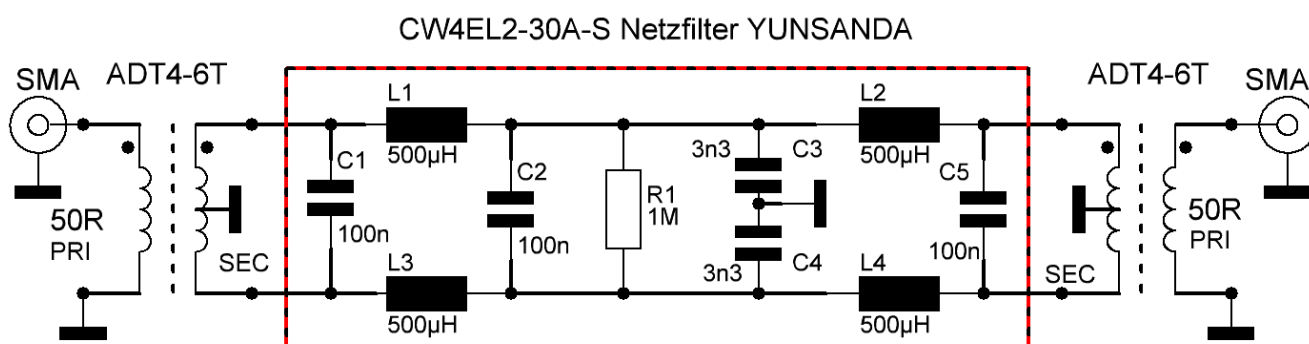 CW4EL2-30A-S Netzfilter YUNSANDA
SMA
ADT4-6T
ADT4-6T
SMA
L1
500µH
L2
500µH
C1
100n
C2
100n
R1
1M
3n3
C3
3n3
C4
C5
100n
50R
PRI
SEC
L3
500µH
L4
500µH
SEC
50R
PRI